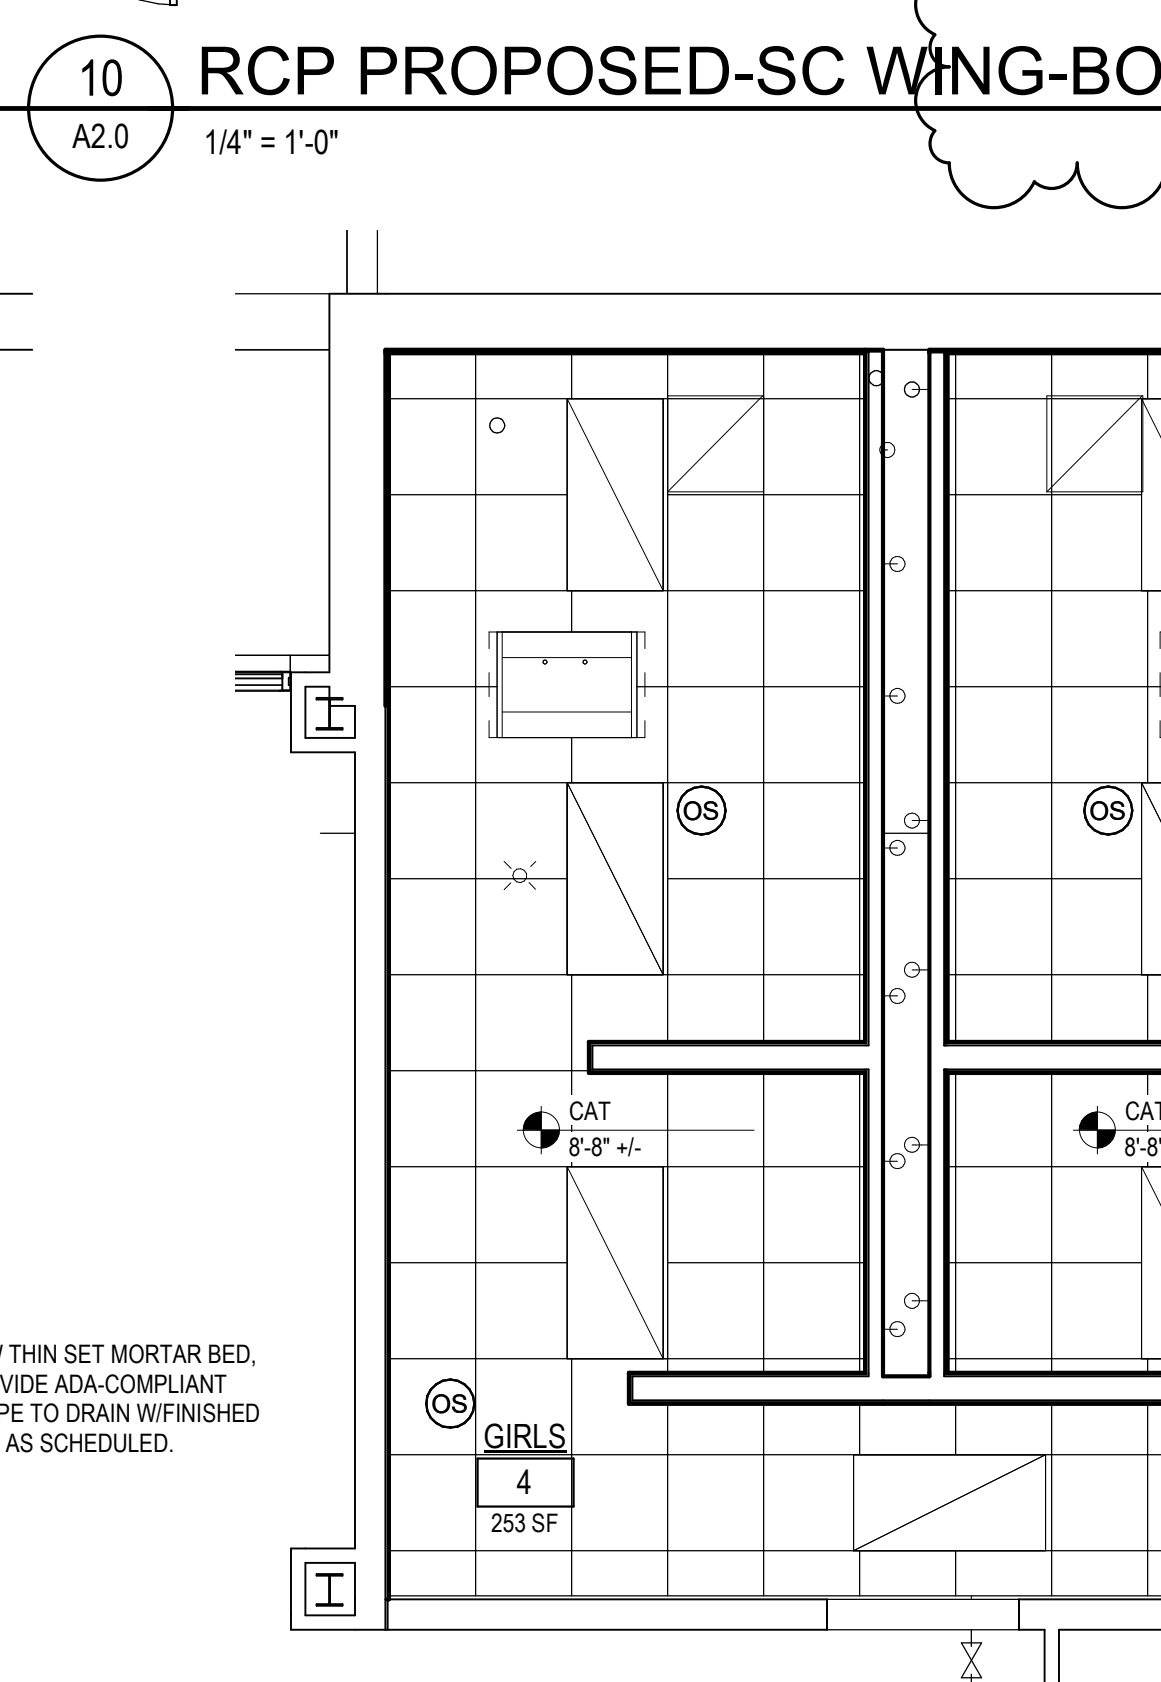 10
A2.0
RCP PROPOSED-SC WING-BO
1/4" = 1'-0"
OS
OS
CAT
8'-8" +/-
CAT
8'-8"
THIN SET MORTAR BED,
VIDE ADA-COMPLIANT
PE TO DRAIN W/FINISHED
AS SCHEDULED.
OS
GIRLS
4
253 SF